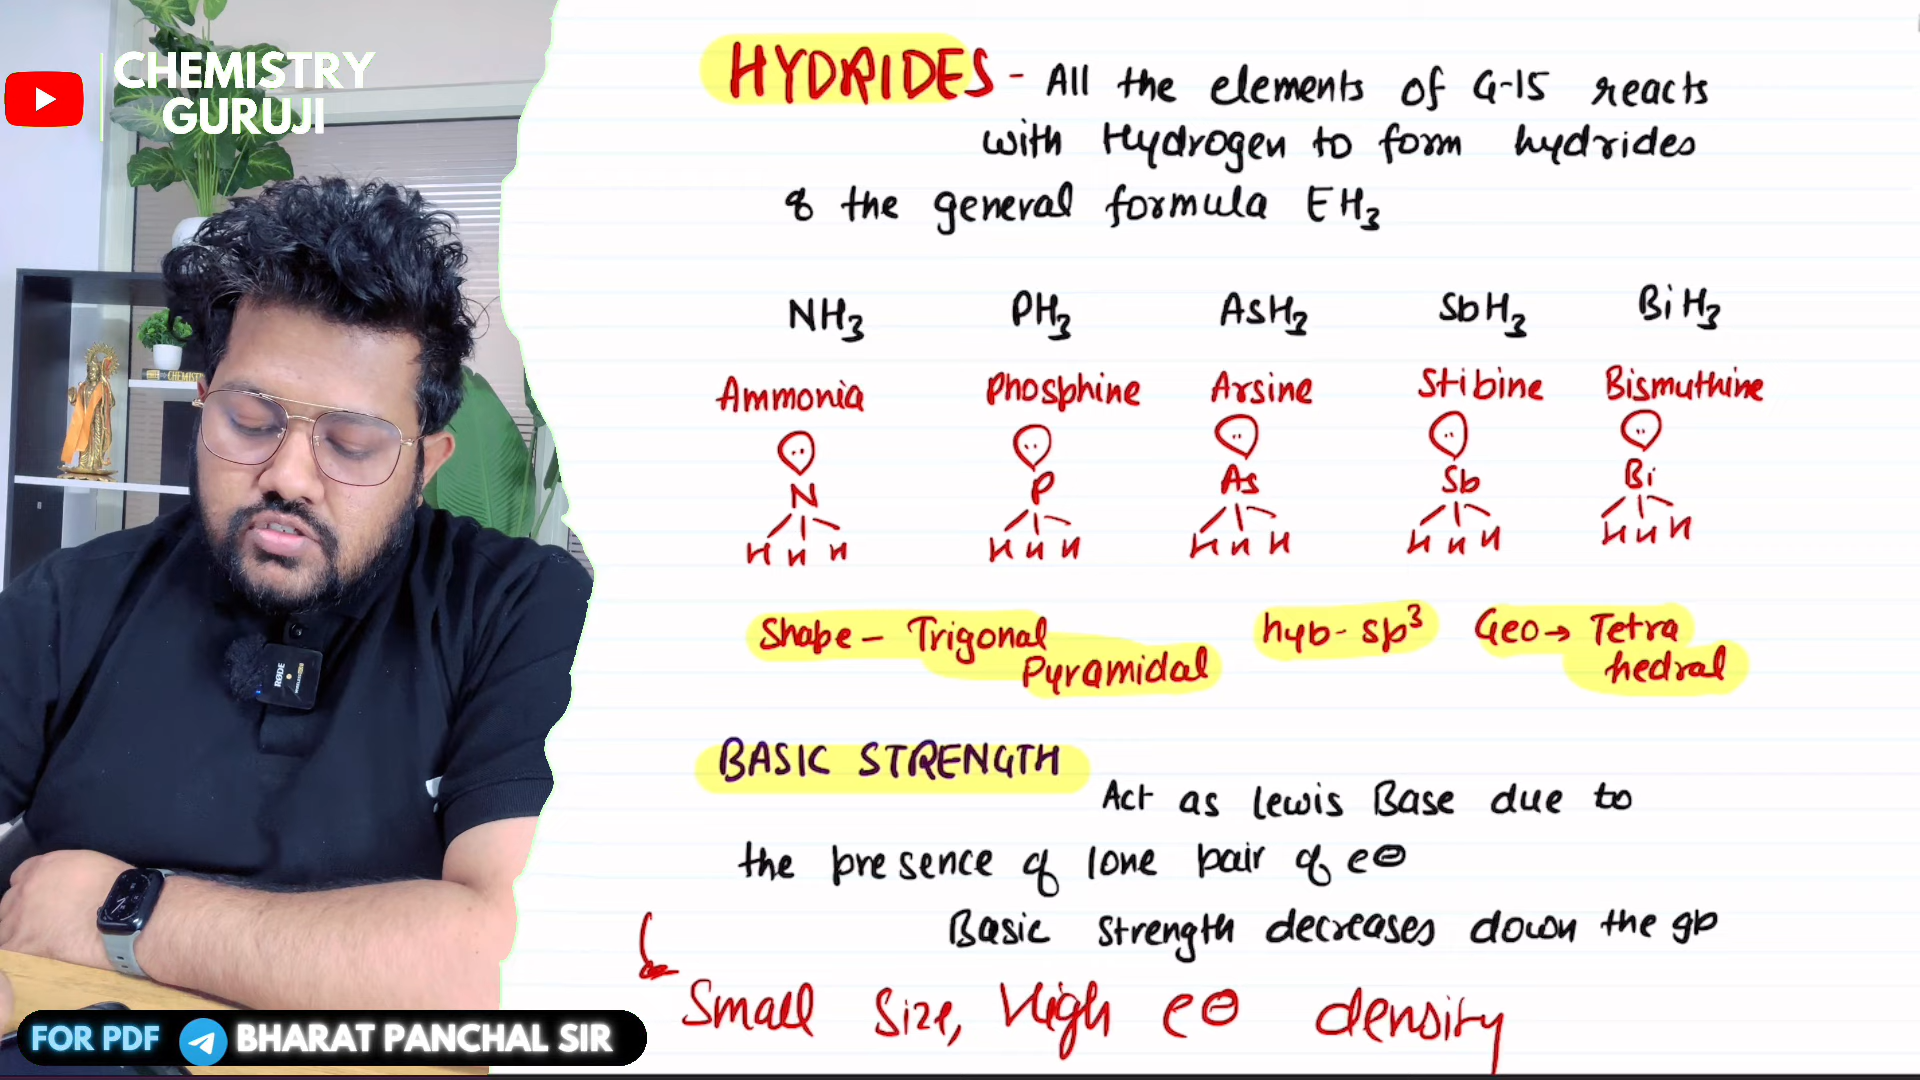 CHEMISTRY
GURUJI
HYDRIDES - All the elements of G-15 reacts
with Hydrogen to form hydrides
& the general formula EH₃
NH₃ PH₃ AsH₃ SbH₃ BiH₃
Ammonia Phosphine Arsine Stibine Bismuthine
N P As Sb Bi
H H H H H H H H H H H H H H H
Shape - Trigonal
Pyramidal
hyb - sp³
Geo → Tetra
hedral
BASIC STRENGTH
Act as Lewis Base due to
the presence of lone pair of e⊖
Basic strength decreases down the gp
Small Size, High e⊖ density
FOR PDF BHARAT PANCHAL SIR
RØDE